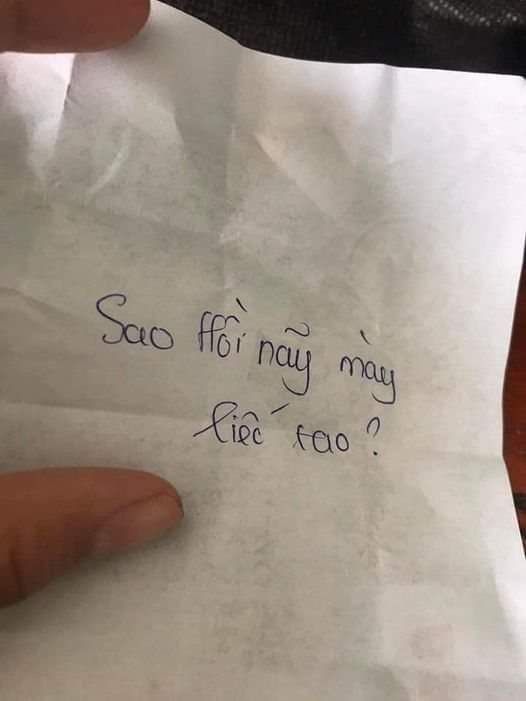 Sao Hồi nãy mày
liếc tao?